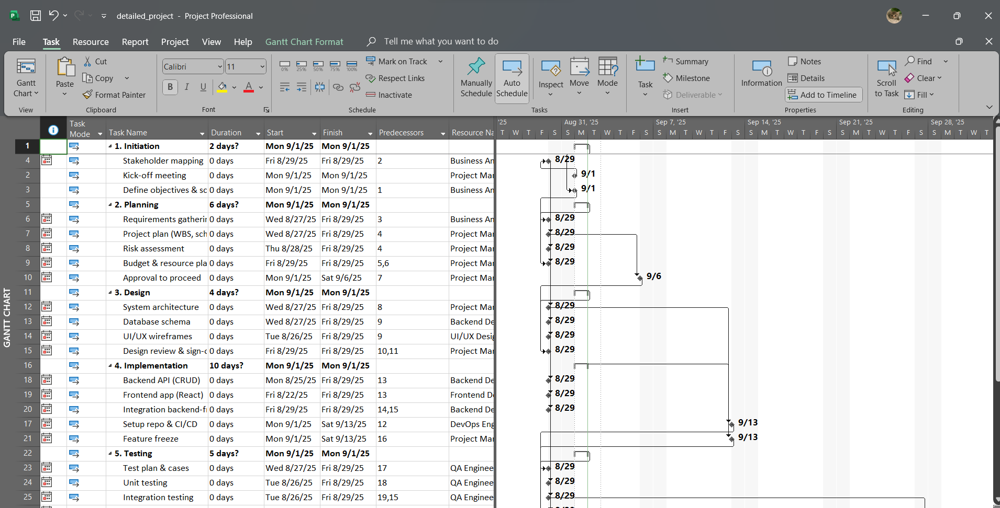 detailed_project - Project Professional
File Task Resource Report Project View Help Gantt Chart Format Tell me what you want to do
Gantt Chart
View
Paste
Cut
Copy
Format Painter
Clipboard
Calibri 11
B I U A
Font
0% 25% 50% 75% 100%
Mark on Track
Respect Links
Inactivate
Schedule
Manually Schedule
Auto Schedule
Inspect
Move
Mode
Tasks
Task
Summary
Milestone
Deliverable
Insert
Information
Notes
Details
Add to Timeline
Properties
Scroll to Task
Find
Clear
Fill
Editing
GANTT CHART
Task Mode Task Name Duration Start Finish Predecessors Resource Na
'25 Aug 31, '25 Sep 7, '25 Sep 14, '25 Sep 21, '25 Sep 28, '25
T W T F S S M T W T F S S M T W T F S S M T W T F S S M T W T F S S M T W T
1 1. Initiation 2 days? Mon 9/1/25 Mon 9/1/25
4 Stakeholder mapping 0 days Fri 8/29/25 Fri 8/29/25 2 Business An 8/29
2 Kick-off meeting 0 days Mon 9/1/25 Mon 9/1/25 Project Mar 9/1
3 Define objectives & sc 0 days Mon 9/1/25 Mon 9/1/25 1 Business An 9/1
5 2. Planning 6 days? Mon 9/1/25 Mon 9/1/25
6 Requirements gatherin 0 days Wed 8/27/25 Fri 8/29/25 3 Business An 8/29
7 Project plan (WBS, sch 0 days Wed 8/27/25 Fri 8/29/25 4 Project Mar 8/29
8 Risk assessment 0 days Thu 8/28/25 Fri 8/29/25 4 Project Mar 8/29
9 Budget & resource pla 0 days Fri 8/29/25 Fri 8/29/25 5,6 Project Mar 8/29
10 Approval to proceed 0 days Mon 9/1/25 Sat 9/6/25 7 Project Mar 9/6
11 3. Design 4 days? Mon 9/1/25 Mon 9/1/25
12 System architecture 0 days Wed 8/27/25 Fri 8/29/25 8 Project Mar 8/29
13 Database schema 0 days Wed 8/27/25 Fri 8/29/25 9 Backend De 8/29
14 UI/UX wireframes 0 days Tue 8/26/25 Fri 8/29/25 9 UI/UX Desig 8/29
15 Design review & sign-o 0 days Fri 8/29/25 Fri 8/29/25 10,11 Project Mar 8/29
16 4. Implementation 10 days? Mon 9/1/25 Mon 9/1/25
18 Backend API (CRUD) 0 days Mon 8/25/25 Fri 8/29/25 13 Backend De 8/29
19 Frontend app (React) 0 days Fri 8/22/25 Fri 8/29/25 13 Frontend De 8/29
20 Integration backend-fr 0 days Fri 8/29/25 Fri 8/29/25 14,15 Backend De 8/29
17 Setup repo & CI/CD 0 days Mon 9/1/25 Sat 9/13/25 12 DevOps Eng 9/13
21 Feature freeze 0 days Mon 9/1/25 Sat 9/13/25 16 Project Mar 9/13
22 5. Testing 5 days? Mon 9/1/25 Mon 9/1/25
23 Test plan & cases 0 days Wed 8/27/25 Fri 8/29/25 17 QA Enginee 8/29
24 Unit testing 0 days Tue 8/26/25 Fri 8/29/25 18 QA Enginee 8/29
25 Integration testing 0 days Tue 8/26/25 Fri 8/29/25 19,15 QA Enginee 8/29